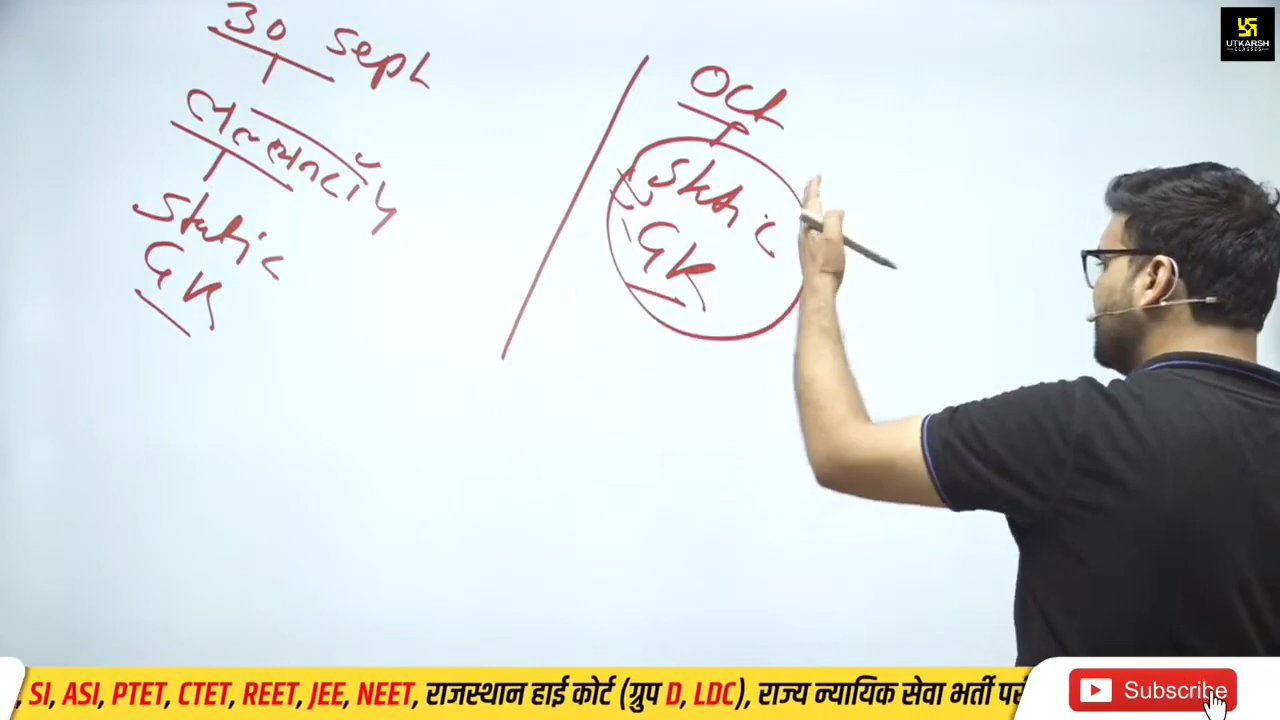 30 Sept
Static
GK
Oct
Static
GK
UTKARSH
CLASSES
, SI, ASI, PTET, CTET, REET, JEE, NEET, राजस्थान हाई कोर्ट (ग्रुप D, LDC), राज्य न्यायिक सेवा भर्ती परी
Subscribe